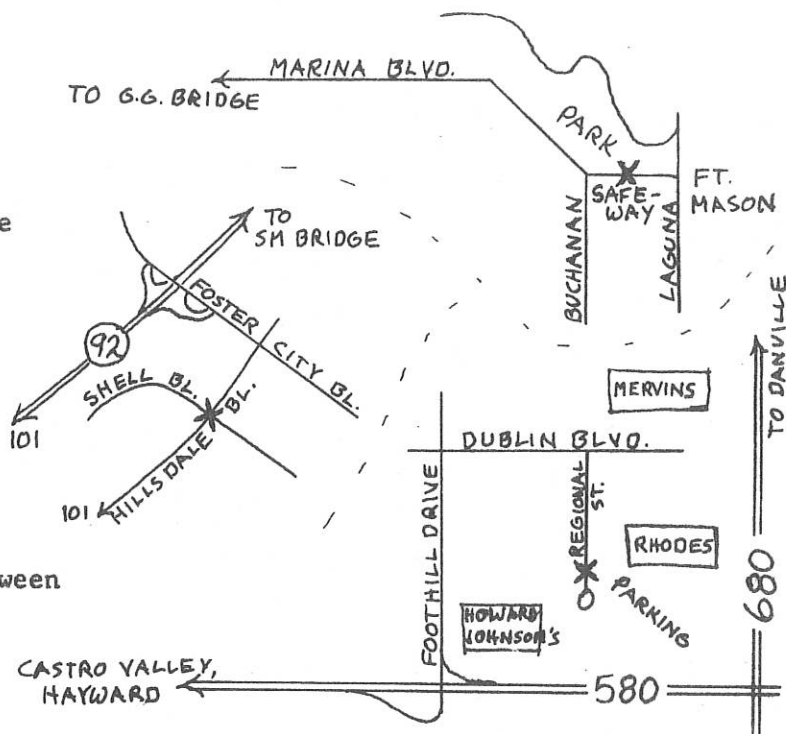 MARINA BLVD.
TO G.G. BRIDGE
PARK
SAFE-
WAY
FT.
MASON
BUCHANAN
LAGUNA
TO
SM BRIDGE
FOSTER CITY BL.
92
SHELL BL.
101
HILLSDALE BL.
101
TO DANVILLE
MERVINS
DUBLIN BLVD.
FOOTHILL DRIVE
REGIONAL
ST.
RHODES
PARKING
HOWARD
JOHNSON'S
680
ween
CASTRO VALLEY,
HAYWARD
580